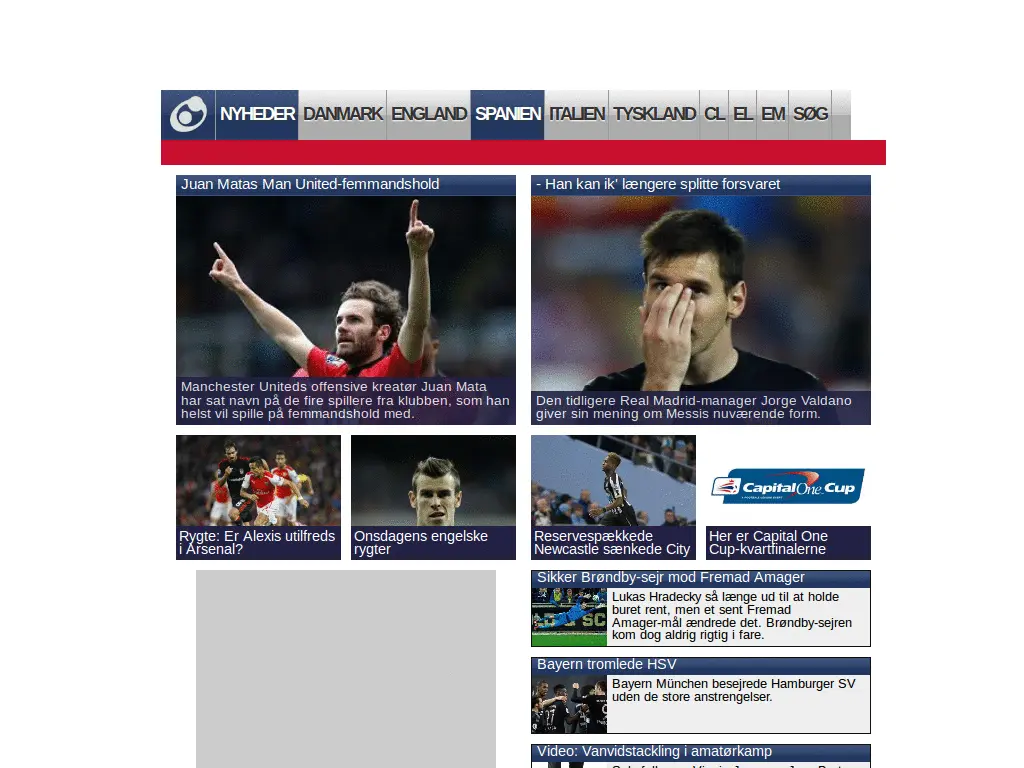 NYHEDER DANMARK ENGLAND SPANIEN ITALIEN TYSKLAND CL EL EM SØG
Juan Matas Man United-femmandshold
Manchester Uniteds offensive kreatør Juan Mata
har sat navn på de fire spillere fra klubben, som han
helst vil spille på femmandshold med.
- Han kan ik' længere splitte forsvaret
Den tidligere Real Madrid-manager Jorge Valdano
giver sin mening om Messis nuværende form.
Rygte: Er Alexis utilfreds
i Arsenal?
Onsdagens engelske
rygter
Reservespækkede
Newcastle sænkede City
Capital One Cup
Her er Capital One
Cup-kvartfinalerne
Sikker Brøndby-sejr mod Fremad Amager
Lukas Hradecky så længe ud til at holde
buret rent, men et sent Fremad
Amager-mål ændrede det. Brøndby-sejren
kom dog aldrig rigtig i fare.
Bayern tromlede HSV
Bayern München besejrede Hamburger SV
uden de store anstrengelser.
Video: Vanvidstackling i amatørkamp